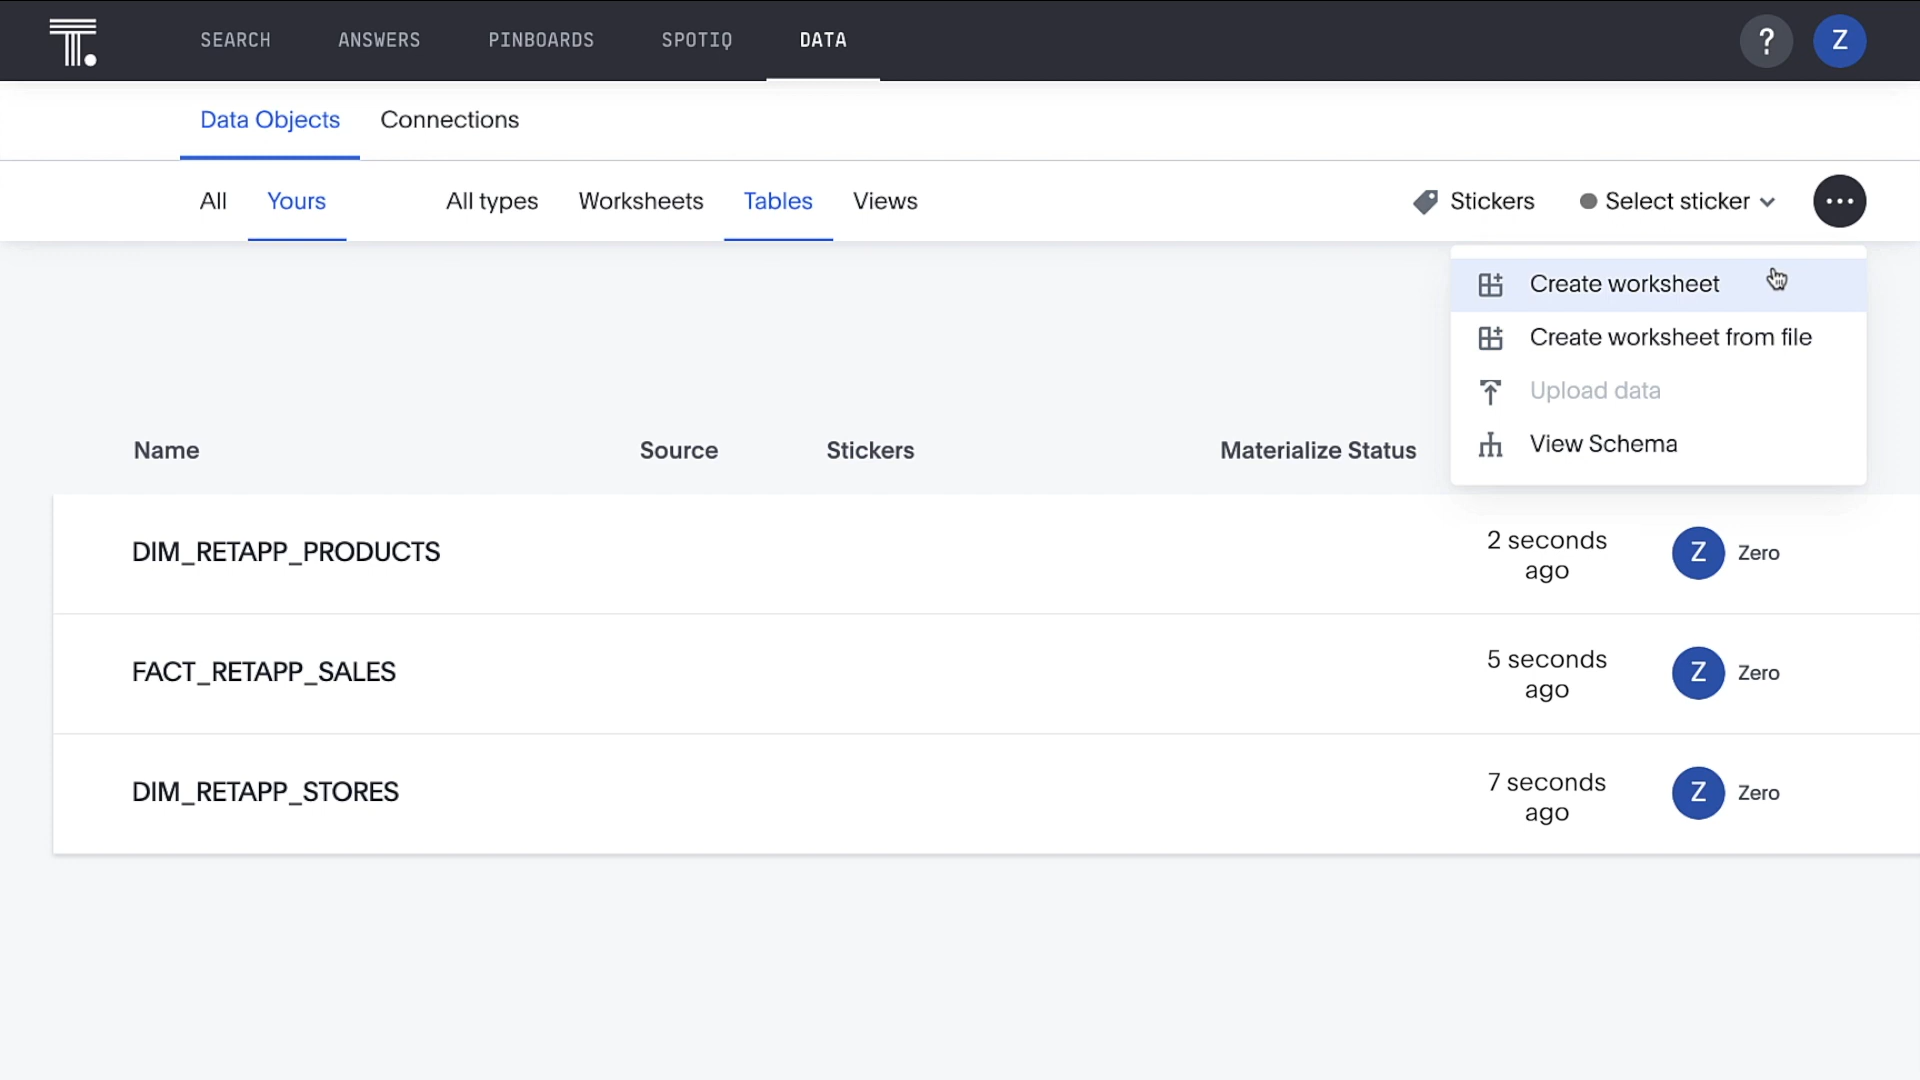 T.
SEARCH ANSWERS PINBOARDS SPOTIQ DATA ? Z
Data Objects Connections
All Yours All types Worksheets Tables Views Stickers Select sticker
Create worksheet
Create worksheet from file
Upload data
View Schema
Name Source Stickers Materialize Status
DIM_RETAPP_PRODUCTS 2 seconds ago Z Zero
FACT_RETAPP_SALES 5 seconds ago Z Zero
DIM_RETAPP_STORES 7 seconds ago Z Zero